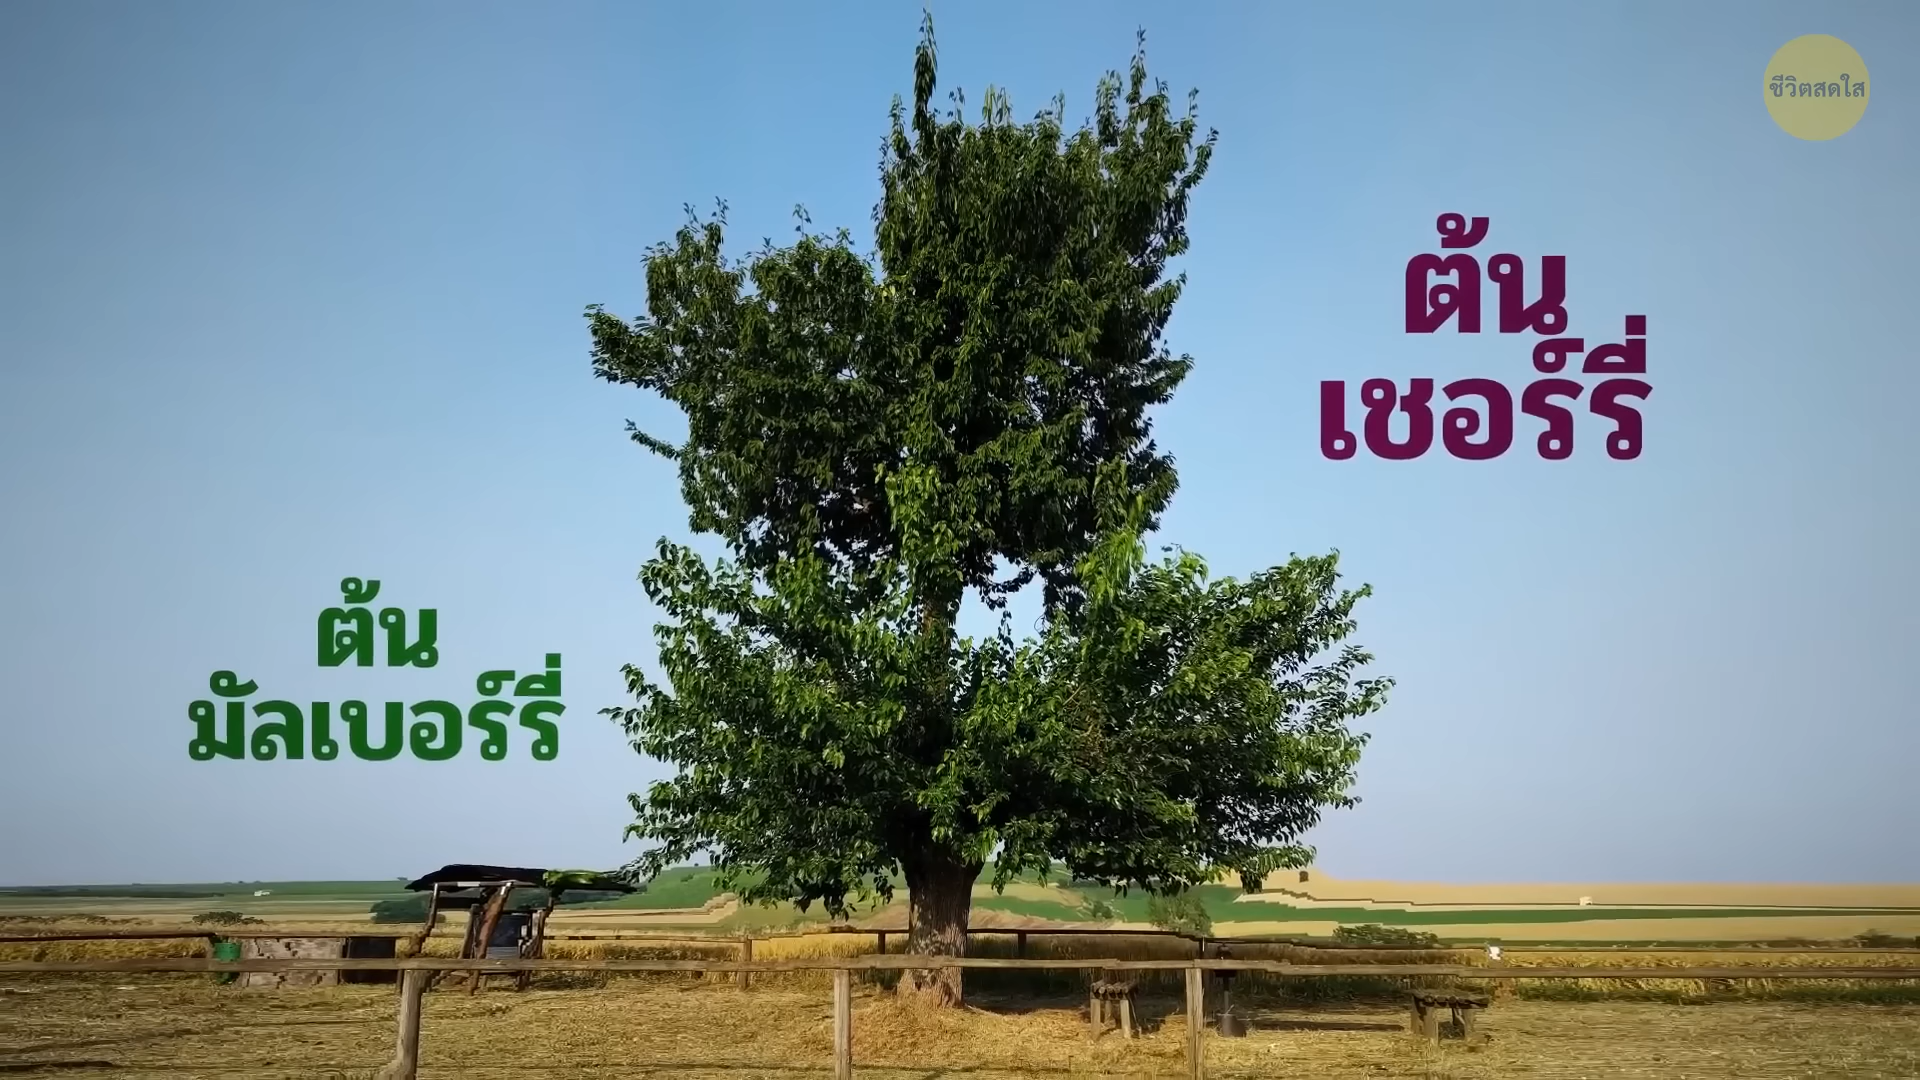 ชีวิตสดใส
ต้น
เชอร์รี่
ต้น
มัลเบอร์รี่